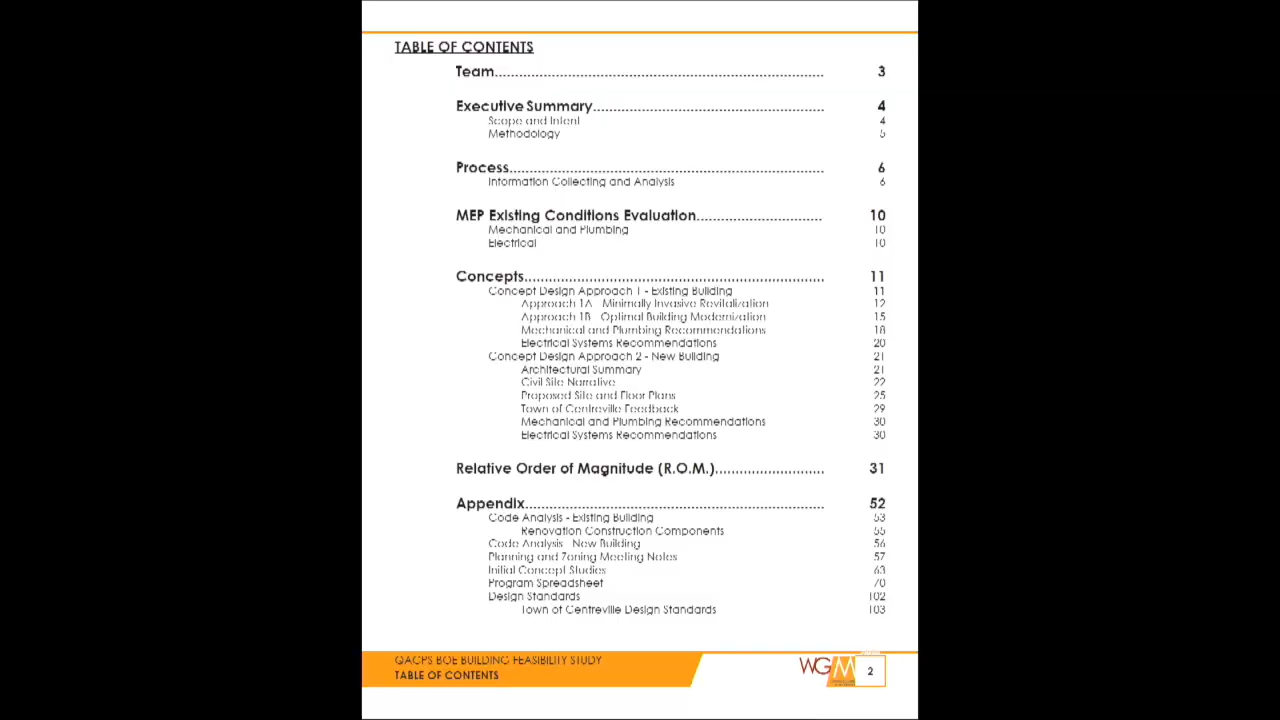 TABLE OF CONTENTS
Team........................................................................................ 3
Executive Summary.......................................................... 4
Scope and Intent 4
Methodology 5
Process.................................................................................... 6
Information Collecting and Analysis 6
MEP Existing Conditions Evaluation............................... 10
Mechanical and Plumbing 10
Electrical 10
Concepts.......................................................................... 11
Concept Design Approach 1 - Existing Building 11
Approach 1A - Minimally Invasive Revitalization 12
Approach 1B - Optimal Building Modernization 15
Mechanical and Plumbing Recommendations 18
Electrical Systems Recommendations 20
Concept Design Approach 2 - New Building 21
Architectural Summary 21
Civil Site Narrative 22
Proposed Site and Floor Plans 25
Town of Centreville Feedback 29
Mechanical and Plumbing Recommendations 30
Electrical Systems Recommendations 30
Relative Order of Magnitude (R.O.M.)........................... 31
Appendix.......................................................................... 52
Code Analysis - Existing Building 53
Renovation Construction Components 55
Code Analysis - New Building 56
Planning and Zoning Meeting Notes 57
Initial Concept Studies 63
Program Spreadsheet 70
Design Standards 102
Town of Centreville Design Standards 103
QACPS BOE BUILDING FEASIBILITY STUDY
TABLE OF CONTENTS
WGM
2